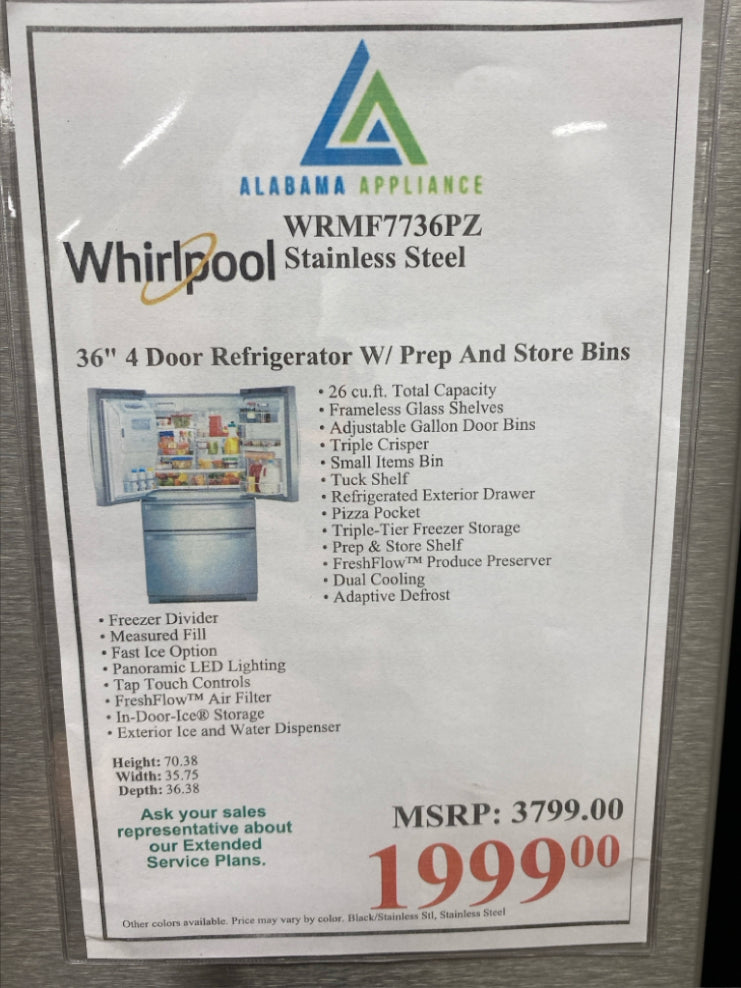 ALABAMA APPLIANCE
WRMF7736PZ
Whirlpool Stainless Steel
36" 4 Door Refrigerator W/ Prep And Store Bins
• 26 cu.ft. Total Capacity
• Frameless Glass Shelves
• Adjustable Gallon Door Bins
• Triple Crisper
• Small Items Bin
• Tuck Shelf
• Refrigerated Exterior Drawer
• Pizza Pocket
• Triple-Tier Freezer Storage
• Prep & Store Shelf
• FreshFlow™ Produce Preserver
• Dual Cooling
• Adaptive Defrost
• Freezer Divider
• Measured Fill
• Fast Ice Option
• Panoramic LED Lighting
• Tap Touch Controls
• FreshFlow™ Air Filter
• In-Door-Ice® Storage
• Exterior Ice and Water Dispenser
Height: 70.38
Width: 35.75
Depth: 36.38
Ask your sales
representative about
our Extended
Service Plans.
MSRP: 3799.00
1999⁰⁰
Other colors available. Price may vary by color. Black/Stainless Stl, Stainless Steel